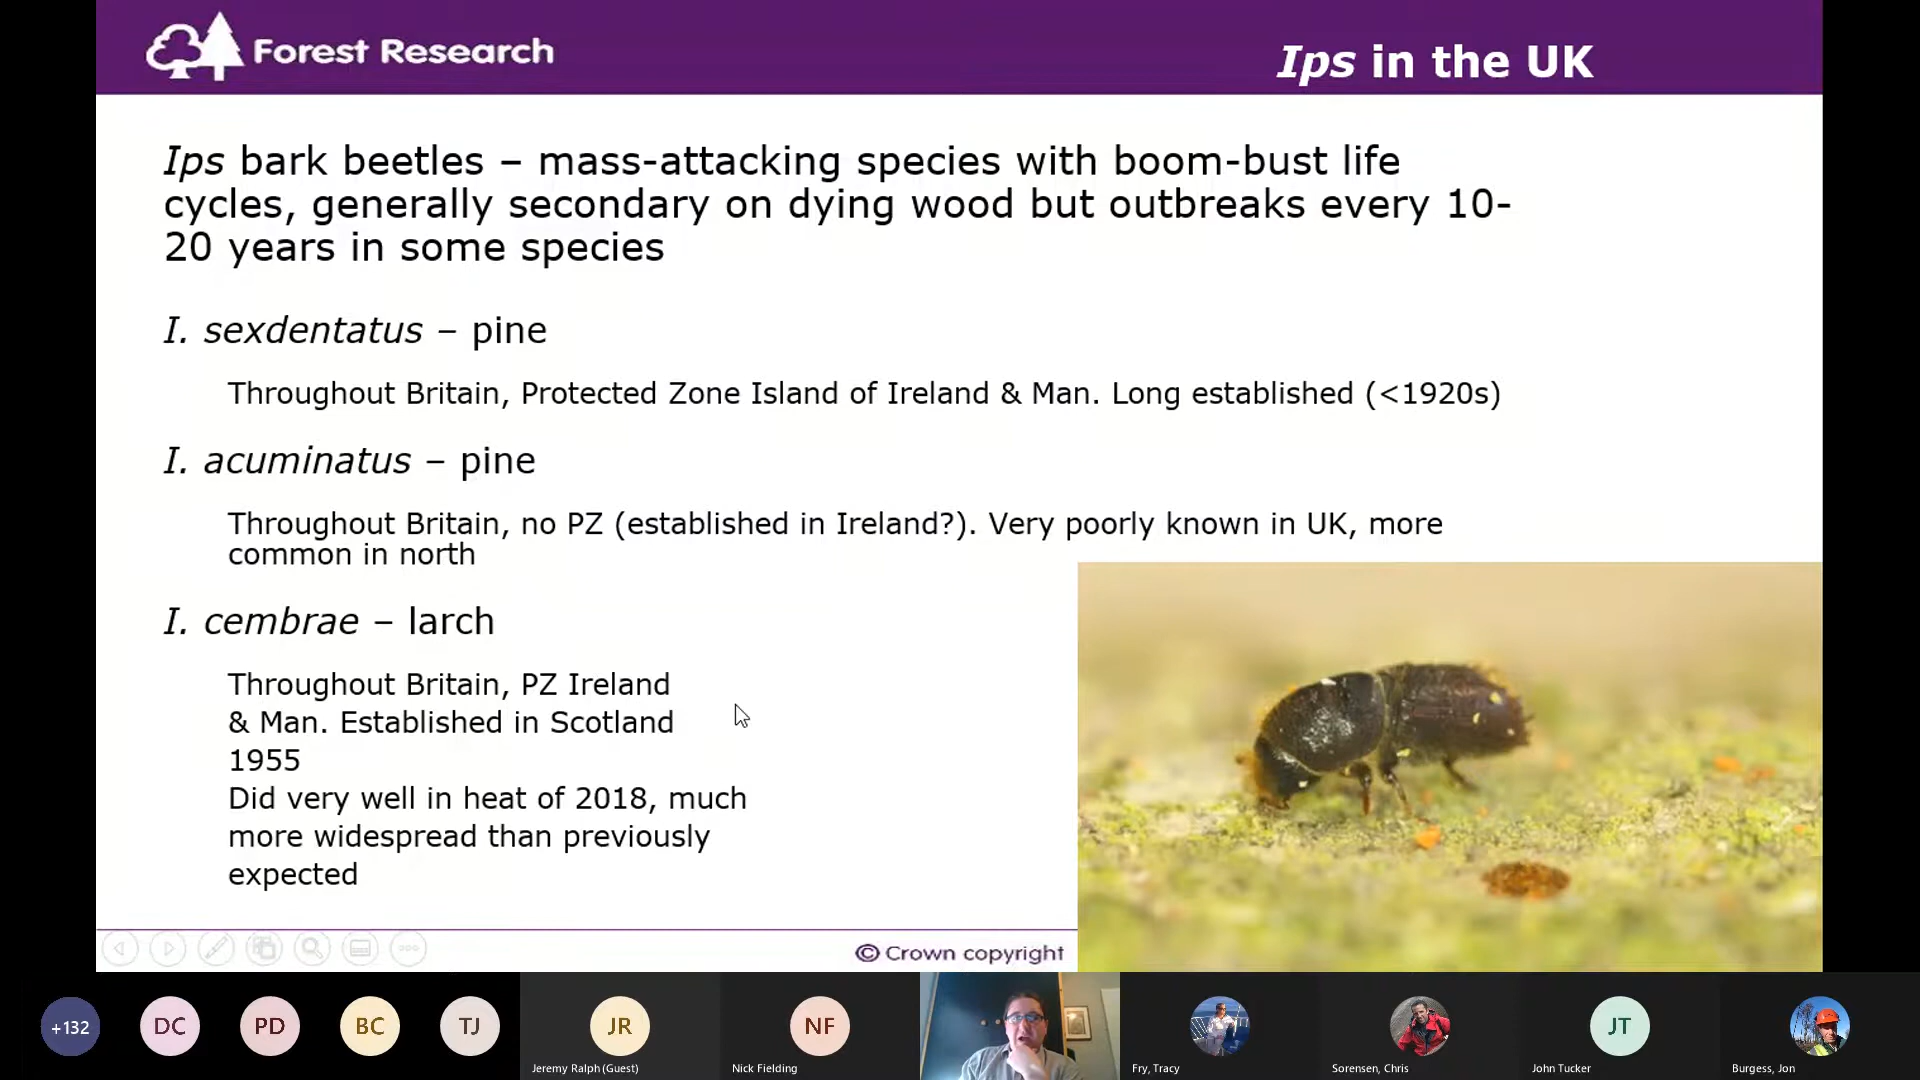 Forest Research
Ips in the UK
Ips bark beetles – mass-attacking species with boom-bust life
cycles, generally secondary on dying wood but outbreaks every 10-
20 years in some species
I. sexdentatus – pine
Throughout Britain, Protected Zone Island of Ireland & Man. Long established (<1920s)
I. acuminatus – pine
Throughout Britain, no PZ (established in Ireland?). Very poorly known in UK, more
common in north
I. cembrae – larch
Throughout Britain, PZ Ireland
& Man. Established in Scotland
1955
Did very well in heat of 2018, much
more widespread than previously
expected
© Crown copyright
+132
DC
PD
BC
TJ
JR
NF
JT
Jeremy Ralph (Guest)
Nick Fielding
Fry, Tracy
Sorensen, Chris
John Tucker
Burgess, Jon